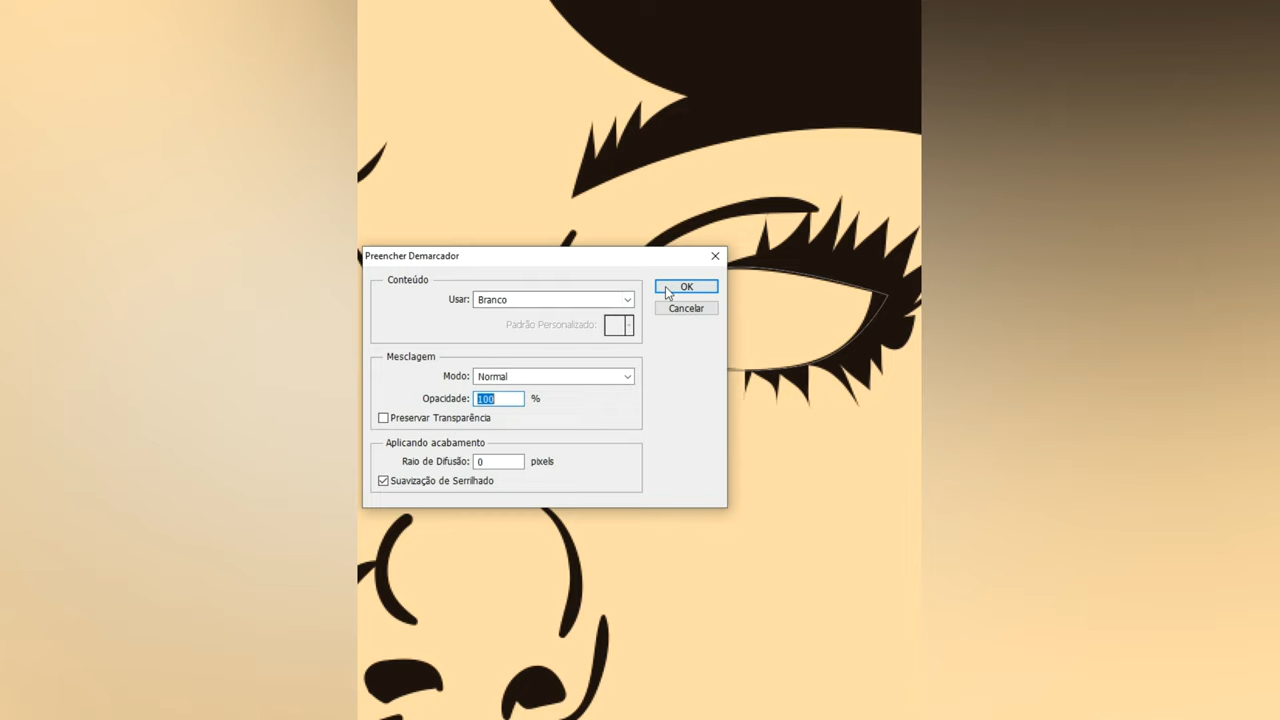 Preencher Demarcador
Conteúdo
OK
Usar: Branco
Cancelar
Padrão Personalizado:
Mesclagem
Modo: Normal
Opacidade: 100 %
Preservar Transparência
Aplicando acabamento
Raio de Difusão: 0 pixels
Suavização de Serrilhado